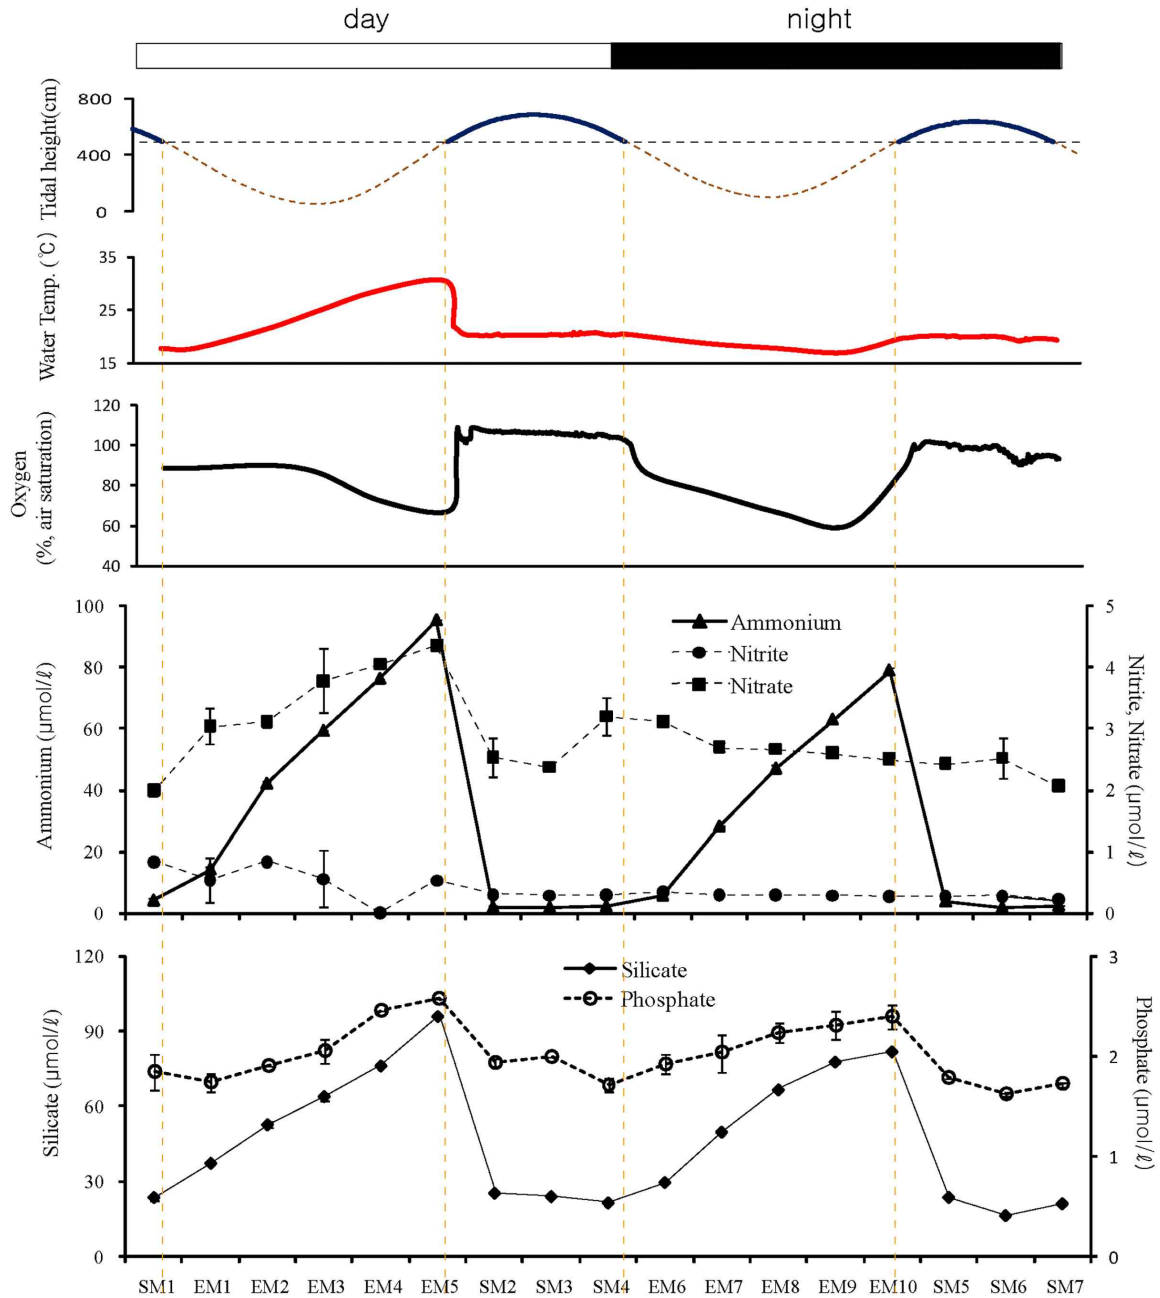 day night
Tidal height(cm)
800
400
0
Water Temp. (℃)
35
25
15
Oxygen
(%, air saturation)
120
100
80
60
40
Ammonium (μmol/ℓ)
100
80
60
40
20
0
Ammonium
Nitrite
Nitrate
5
4
3
2
1
0
Nitrite, Nitrate (μmol/ℓ)
Silicate (μmol/ℓ)
120
90
60
30
0
Silicate
Phosphate
3
2
1
0
Phosphate (μmol/ℓ)
SM1 EM1 EM2 EM3 EM4 EM5 SM2 SM3 SM4 EM6 EM7 EM8 EM9 EM10 SM5 SM6 SM7